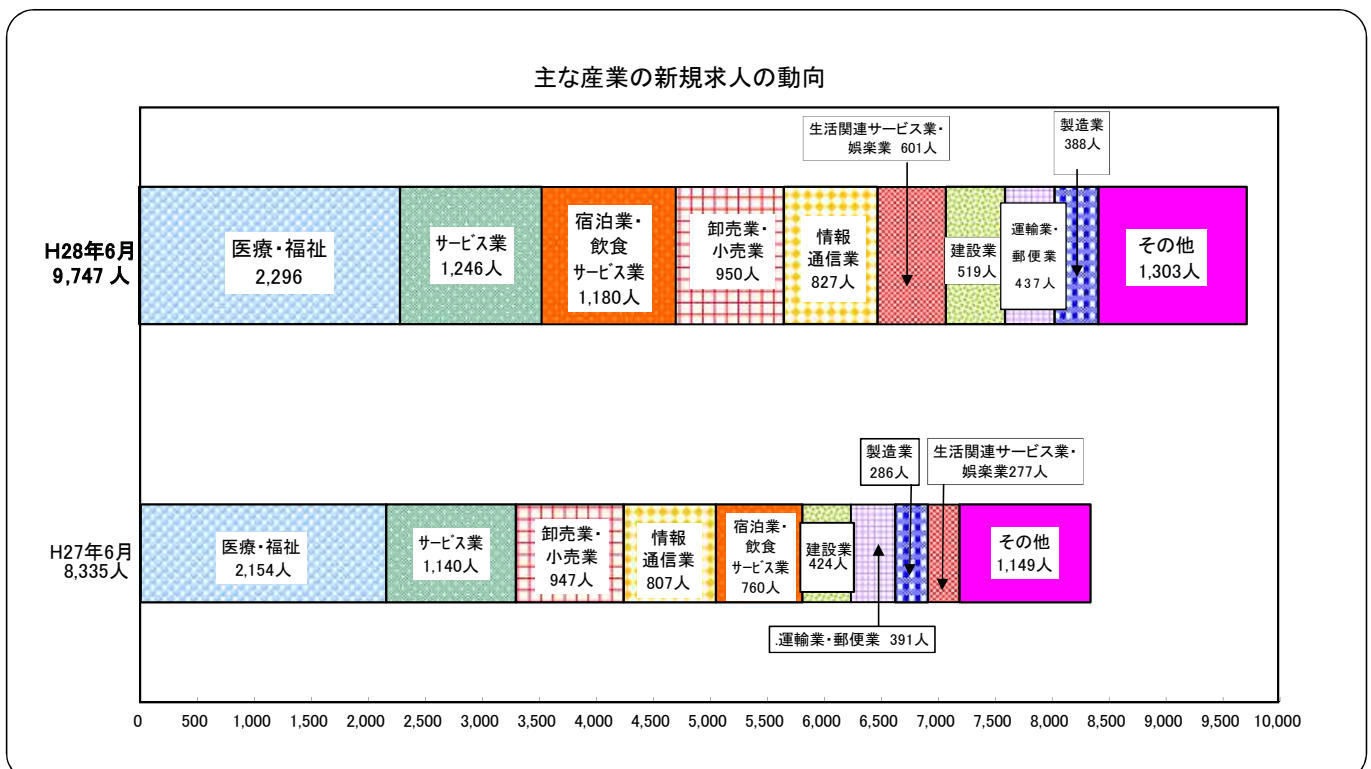 主な産業の新規求人の動向
生活関連サービス業・
娯楽業 601人
製造業
388人
H28年6月
9,747 人
医療・福祉
2,296
サービス業
1,246人
宿泊業・
飲食
サービス業
1,180人
卸売業・
小売業
950人
情報
通信業
827人
建設業
519人
運輸業・
郵便業
437人
その他
1,303人
製造業
286人
生活関連サービス業・
娯楽業277人
H27年6月
8,335人
医療・福祉
2,154人
サービス業
1,140人
卸売業・
小売業
947人
情報
通信業
807人
宿泊業・
飲食
サービス業
760人
建設業
424人
その他
1,149人
.運輸業・郵便業 391人
0 500 1,000 1,500 2,000 2,500 3,000 3,500 4,000 4,500 5,000 5,500 6,000 6,500 7,000 7,500 8,000 8,500 9,000 9,500 10,000